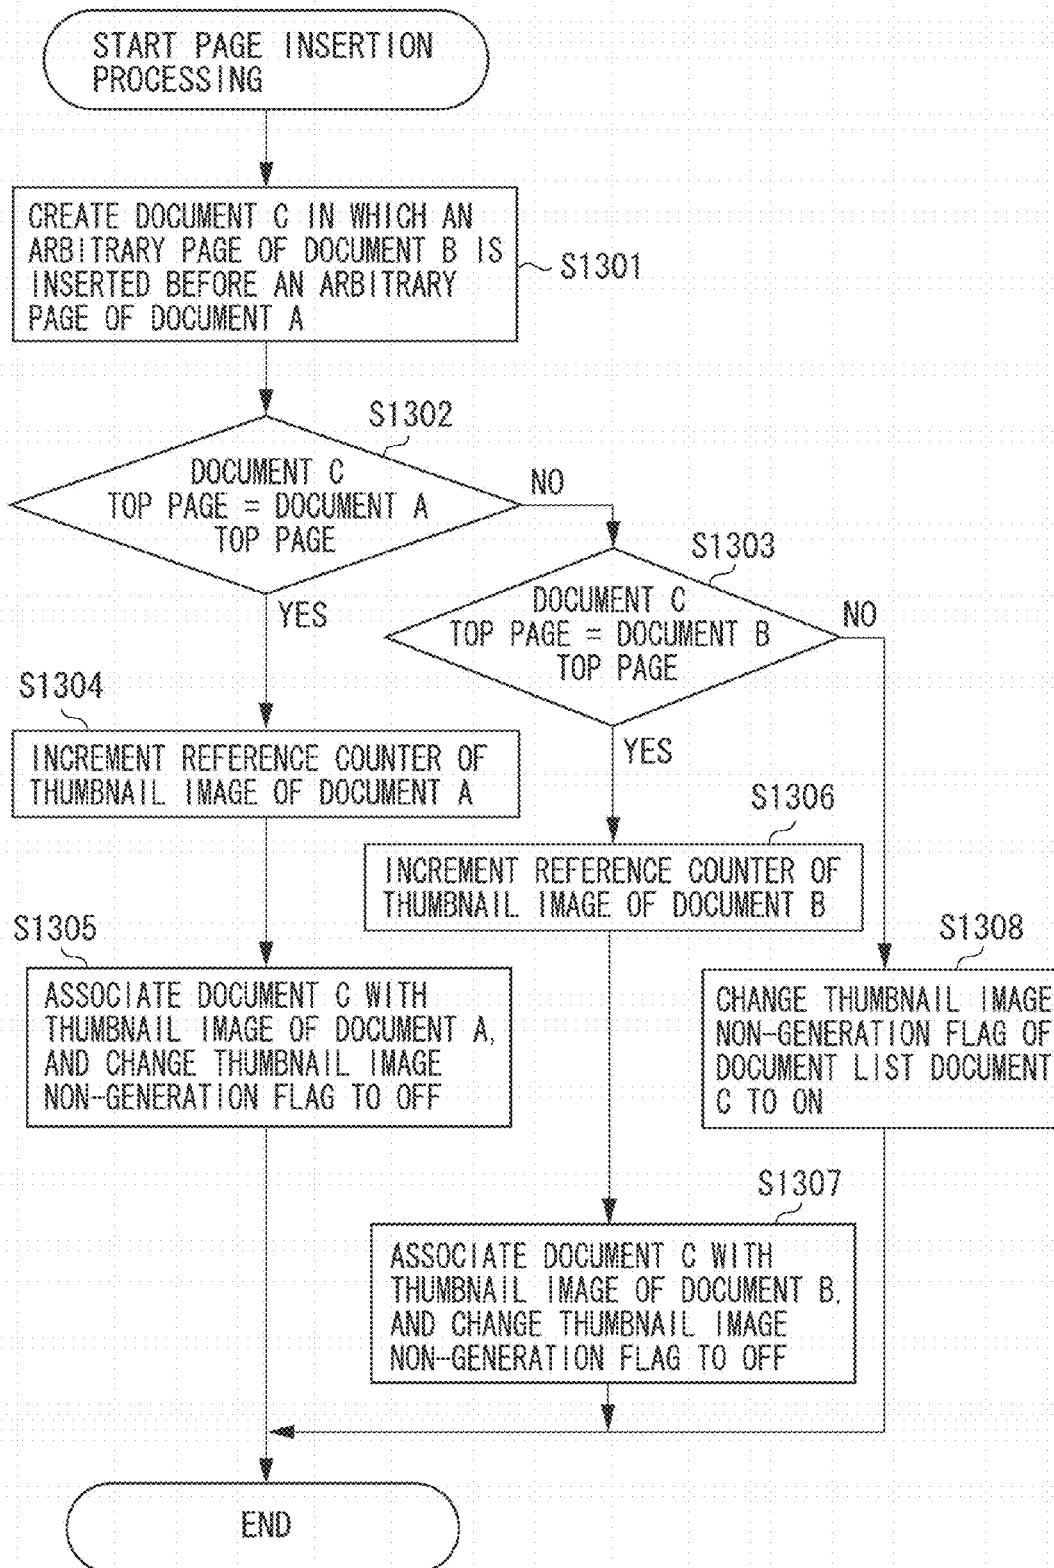 START PAGE INSERTION
PROCESSING
CREATE DOCUMENT C IN WHICH AN
ARBITRARY PAGE OF DOCUMENT B IS
INSERTED BEFORE AN ARBITRARY
PAGE OF DOCUMENT A
S1301
S1302
DOCUMENT C
TOP PAGE = DOCUMENT A
TOP PAGE
NO
YES
S1303
DOCUMENT C
TOP PAGE = DOCUMENT B
TOP PAGE
NO
YES
S1304
INCREMENT REFERENCE COUNTER OF
THUMBNAIL IMAGE OF DOCUMENT A
S1306
INCREMENT REFERENCE COUNTER OF
THUMBNAIL IMAGE OF DOCUMENT B
S1305
ASSOCIATE DOCUMENT C WITH
THUMBNAIL IMAGE OF DOCUMENT A,
AND CHANGE THUMBNAIL IMAGE
NON-GENERATION FLAG TO OFF
S1308
CHANGE THUMBNAIL IMAGE
NON-GENERATION FLAG OF
DOCUMENT LIST DOCUMENT
C TO ON
S1307
ASSOCIATE DOCUMENT C WITH
THUMBNAIL IMAGE OF DOCUMENT B,
AND CHANGE THUMBNAIL IMAGE
NON-GENERATION FLAG TO OFF
END